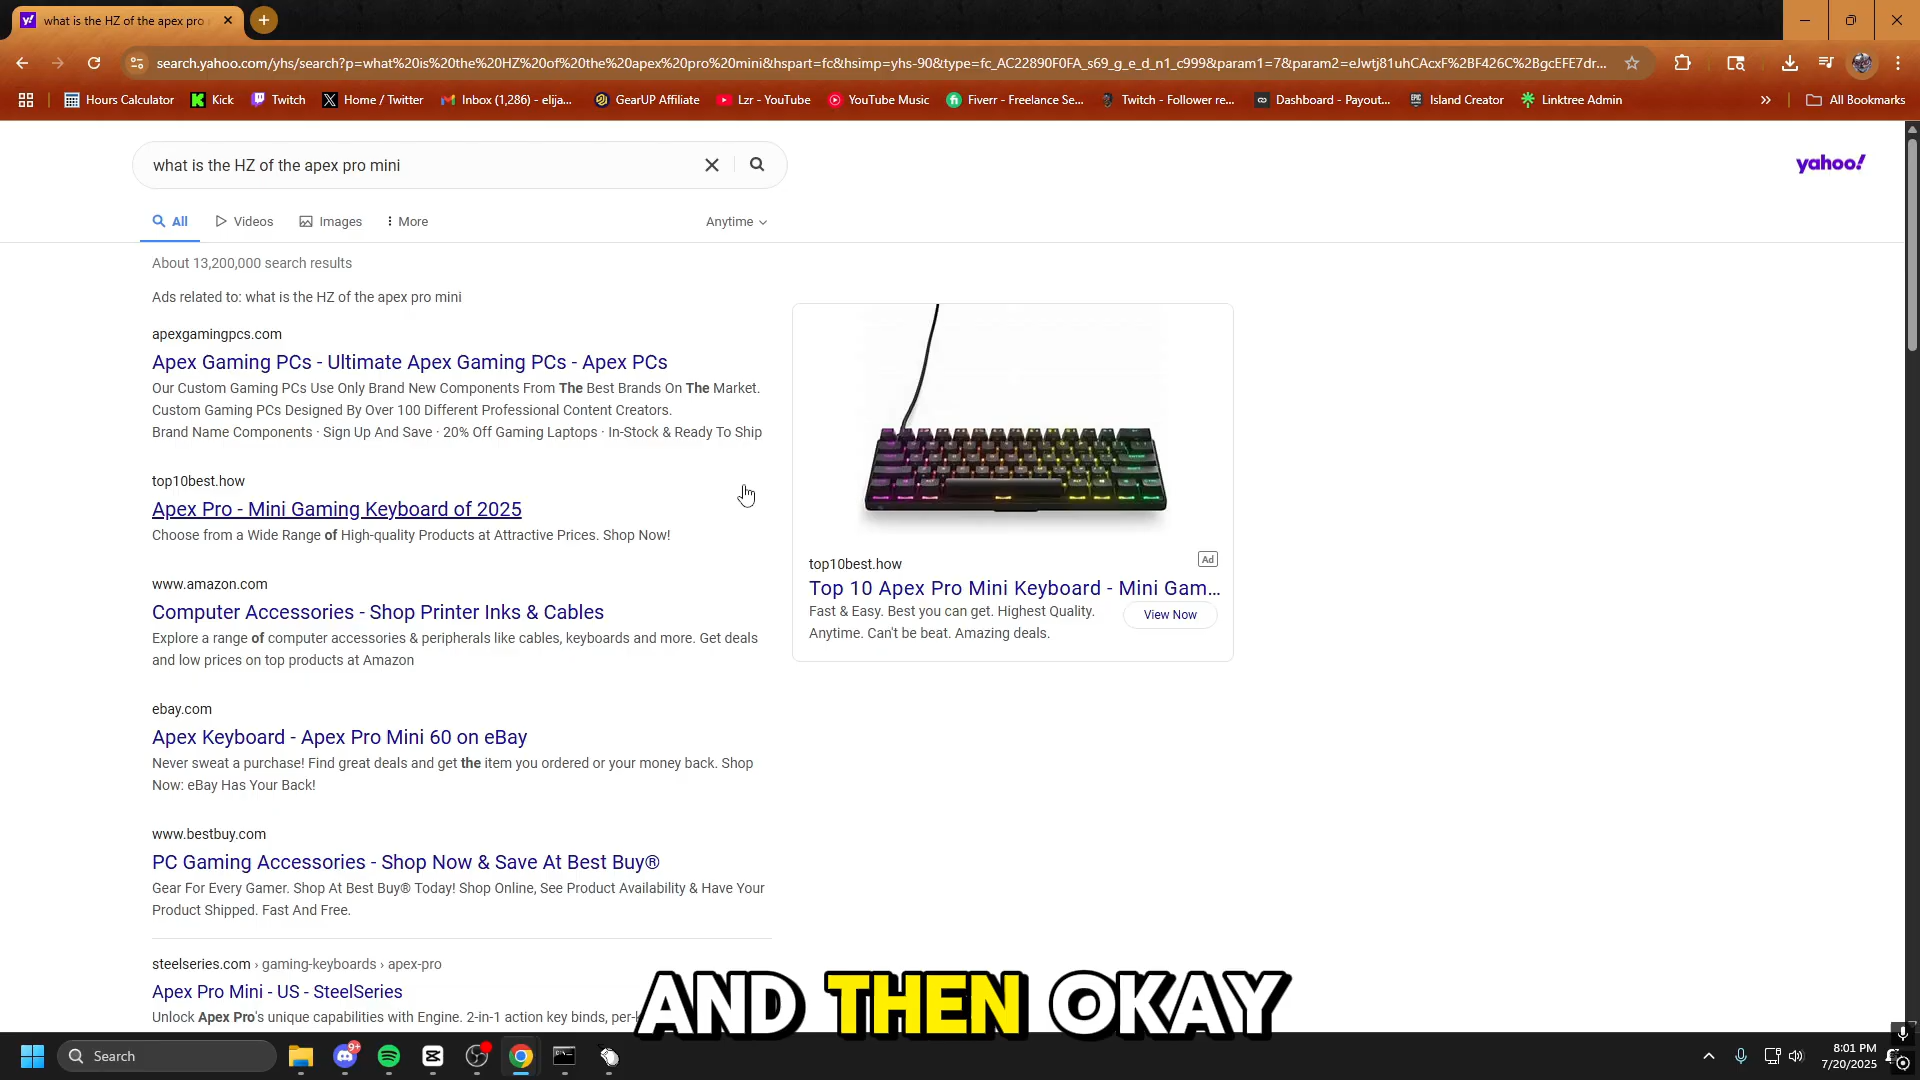 what is the HZ of the apex pro
search.yahoo.com/yhs/search?p=what%20is%20the%20HZ%20of%20the%20apex%20pro%20mini&hspart=fc&hsimp=yhs-90&type=fc_AC22890F0FA_s69_g_e_d_n1_c999&param1=7&param2=eJwtj81uhCAcxF%2BF426C%2BgcEFE7dr...
Hours Calculator
Kick
Twitch
Home / Twitter
Inbox (1,286) - elija...
GearUP Affiliate
Lzr - YouTube
YouTube Music
Fiverr - Freelance Se...
Twitch - Follower re...
Dashboard - Payout...
Island Creator
Linktree Admin
All Bookmarks
what is the HZ of the apex pro mini
yahoo!
All
Videos
Images
More
Anytime
About 13,200,000 search results
Ads related to: what is the HZ of the apex pro mini
apexgamingpcs.com
Apex Gaming PCs - Ultimate Apex Gaming PCs - Apex PCs
Our Custom Gaming PCs Use Only Brand New Components From The Best Brands On The Market.
Custom Gaming PCs Designed By Over 100 Different Professional Content Creators.
Brand Name Components · Sign Up And Save · 20% Off Gaming Laptops · In-Stock & Ready To Ship
top10best.how
Apex Pro - Mini Gaming Keyboard of 2025
Choose from a Wide Range of High-quality Products at Attractive Prices. Shop Now!
www.amazon.com
Computer Accessories - Shop Printer Inks & Cables
Explore a range of computer accessories & peripherals like cables, keyboards and more. Get deals
and low prices on top products at Amazon
ebay.com
Apex Keyboard - Apex Pro Mini 60 on eBay
Never sweat a purchase! Find great deals and get the item you ordered or your money back. Shop
Now: eBay Has Your Back!
www.bestbuy.com
PC Gaming Accessories - Shop Now & Save At Best Buy®
Gear For Every Gamer. Shop At Best Buy® Today! Shop Online, See Product Availability & Have Your
Product Shipped. Fast And Free.
steelseries.com › gaming-keyboards › apex-pro
Apex Pro Mini - US - SteelSeries
Unlock Apex Pro's unique capabilities with Engine. 2-in-1 action key binds, per-k
top10best.how
Ad
Top 10 Apex Pro Mini Keyboard - Mini Gam...
Fast & Easy. Best you can get. Highest Quality.
Anytime. Can't be beat. Amazing deals.
View Now
AND THEN OKAY
Search
9+
8:01 PM
7/20/2025